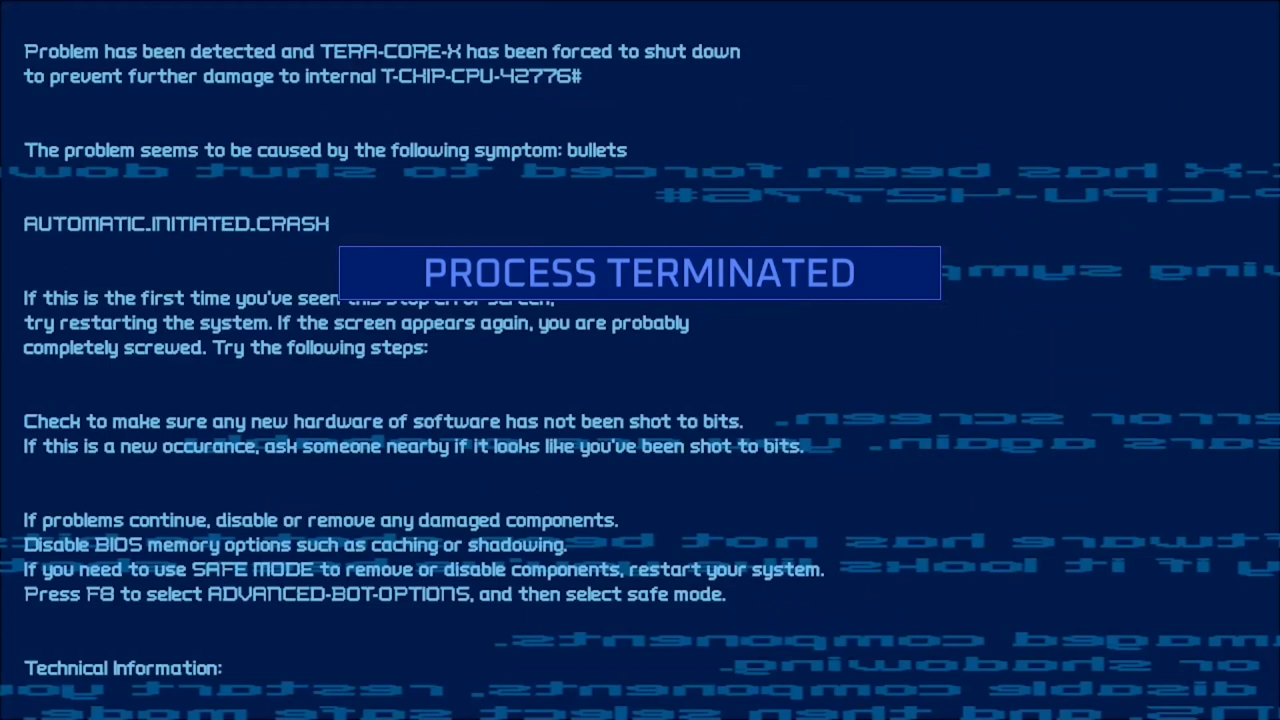 Problem has been detected and TERA-CORE-X has been forced to shut down
to prevent further damage to internal T-CHIP-CPU-42776#
The problem seems to be caused by the following symptom: bullets
AUTOMATIC_INITIATED_CRASH
PROCESS TERMINATED
If this is the first time you've seen this stop error screen,
try restarting the system. If the screen appears again, you are probably
completely screwed. Try the following steps:
Check to make sure any new hardware of software has not been shot to bits.
If this is a new occurance, ask someone nearby if it looks like you've been shot to bits.
If problems continue, disable or remove any damaged components.
Disable BIOS memory options such as caching or shadowing.
If you need to use SAFE MODE to remove or disable components, restart your system.
Press F8 to select ADVANCED-BOT-OPTIONS, and then select safe mode.
Technical Information: